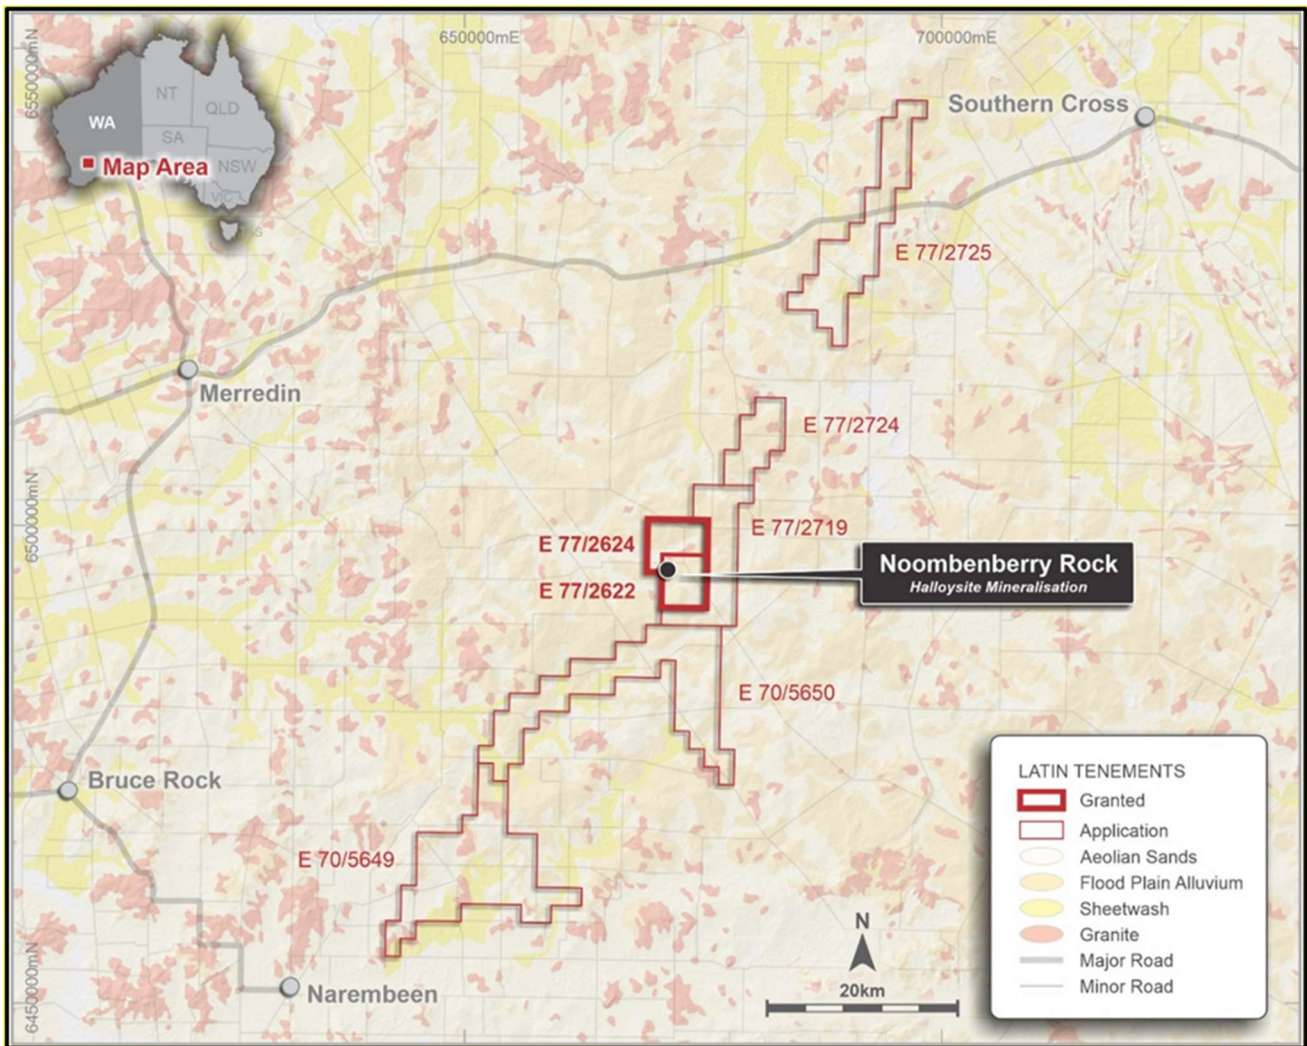 650000mE
700000mE
6550000mN
6500000mN
6450000mN
NT
QLD
WA
SA
NSW
VIC
Map Area
Southern Cross
E 77/2725
Merredin
E 77/2724
E 77/2719
E 77/2624
E 77/2622
Noombenberry Rock
Halloysite Mineralisation
E 70/5650
Bruce Rock
E 70/5649
Narembeen
N
20km
LATIN TENEMENTS
Granted
Application
Aeolian Sands
Flood Plain Alluvium
Sheetwash
Granite
Major Road
Minor Road